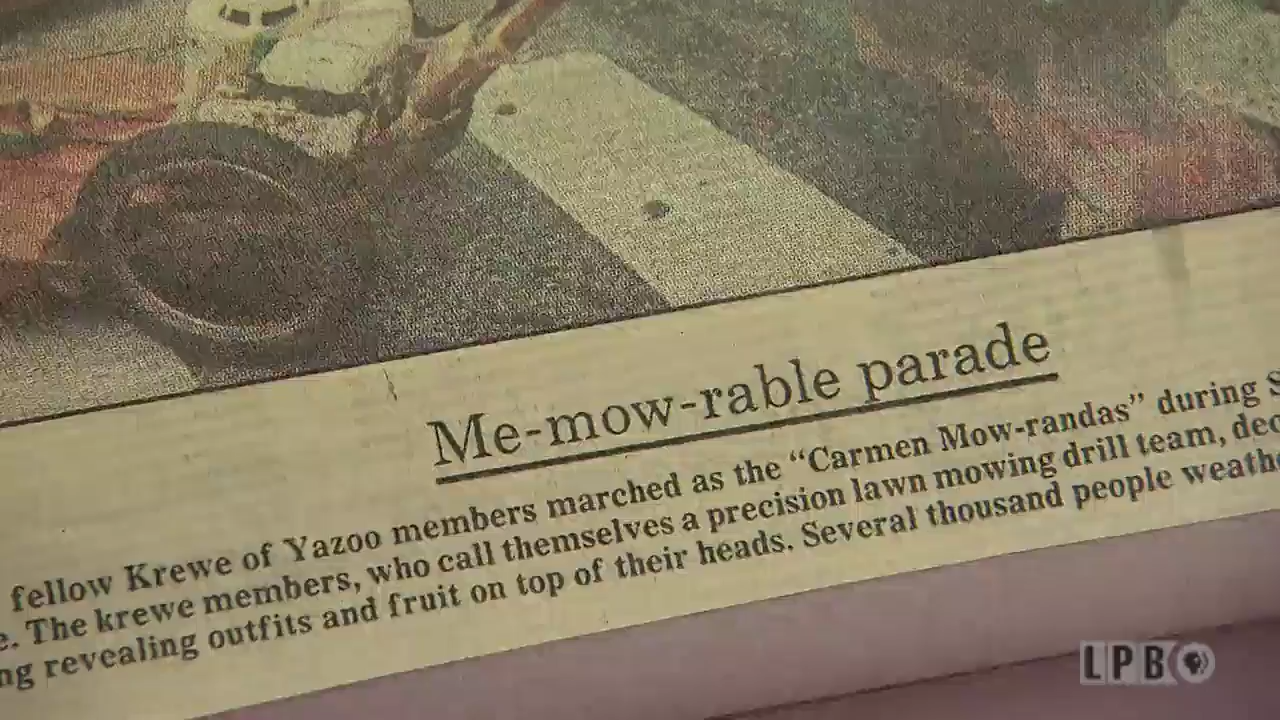 Me-mow-rable parade
fellow Krewe of Yazoo members marched as the “Carmen Mow-randas” during
The krewe members, who call themselves a precision lawn mowing drill team,
revealing outfits and fruit on top of their heads. Several thousand people
LPB